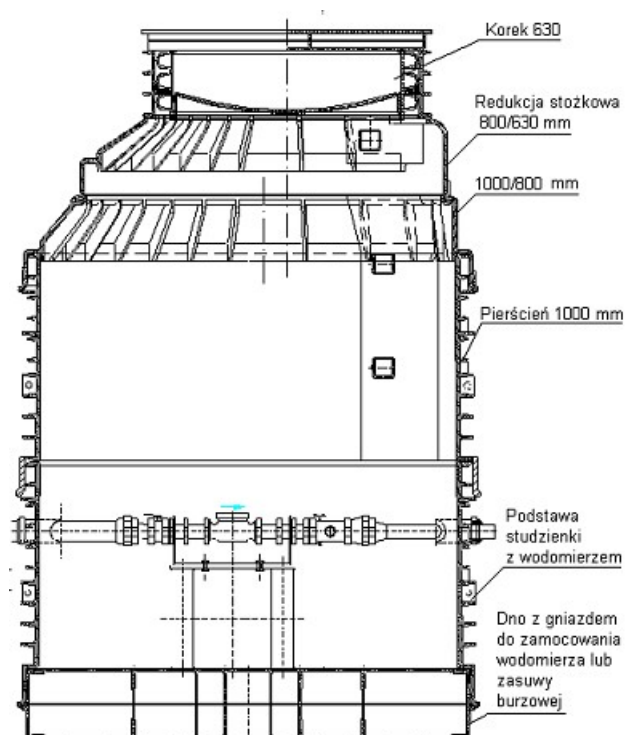 Korek 630
Redukcja stożkowa
800/630 mm
1000/800 mm
Pierścień 1000 mm
Podstawa
studzienki
z wodomierzem
Dno z gniazdem
do zamocowania
wodomierza lub
zasuwy
burzowej